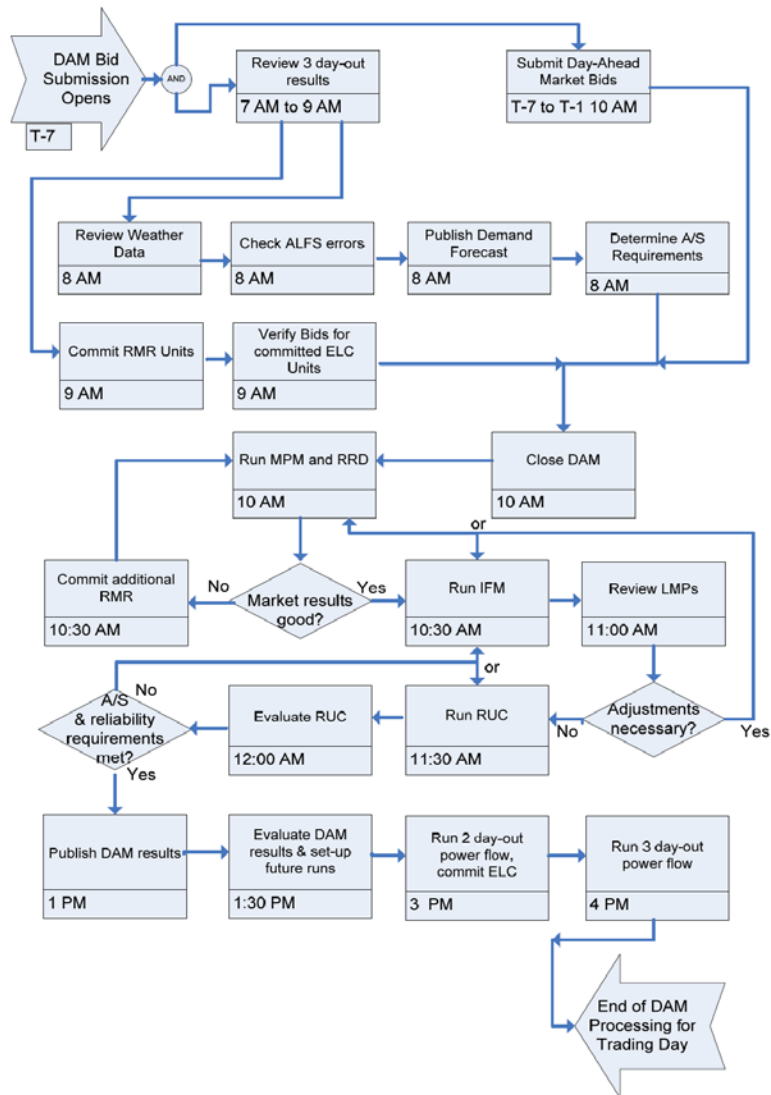 DAM Bid
Submission
Opens
T-7
AND
Review 3 day-out
results
7 AM to 9 AM
Submit Day-Ahead
Market Bids
T-7 to T-1 10 AM
Review Weather
Data
8 AM
Check ALFS errors
8 AM
Publish Demand
Forecast
8 AM
Determine A/S
Requirements
8 AM
Commit RMR Units
9 AM
Verify Bids for
committed ELC
Units
9 AM
Run MPM and RRD
10 AM
Close DAM
10 AM
or
Commit additional
RMR
10:30 AM
No
Market results
good?
Yes
Run IFM
10:30 AM
Review LMPs
11:00 AM
or
No
A/S
& reliability
requirements
met?
Yes
Evaluate RUC
12:00 AM
Run RUC
11:30 AM
No
Adjustments
necessary?
Yes
Publish DAM results
1 PM
Evaluate DAM
results & set-up
future runs
1:30 PM
Run 2 day-out
power flow,
commit ELC
3 PM
Run 3 day-out
power flow
4 PM
End of DAM
Processing for
Trading Day